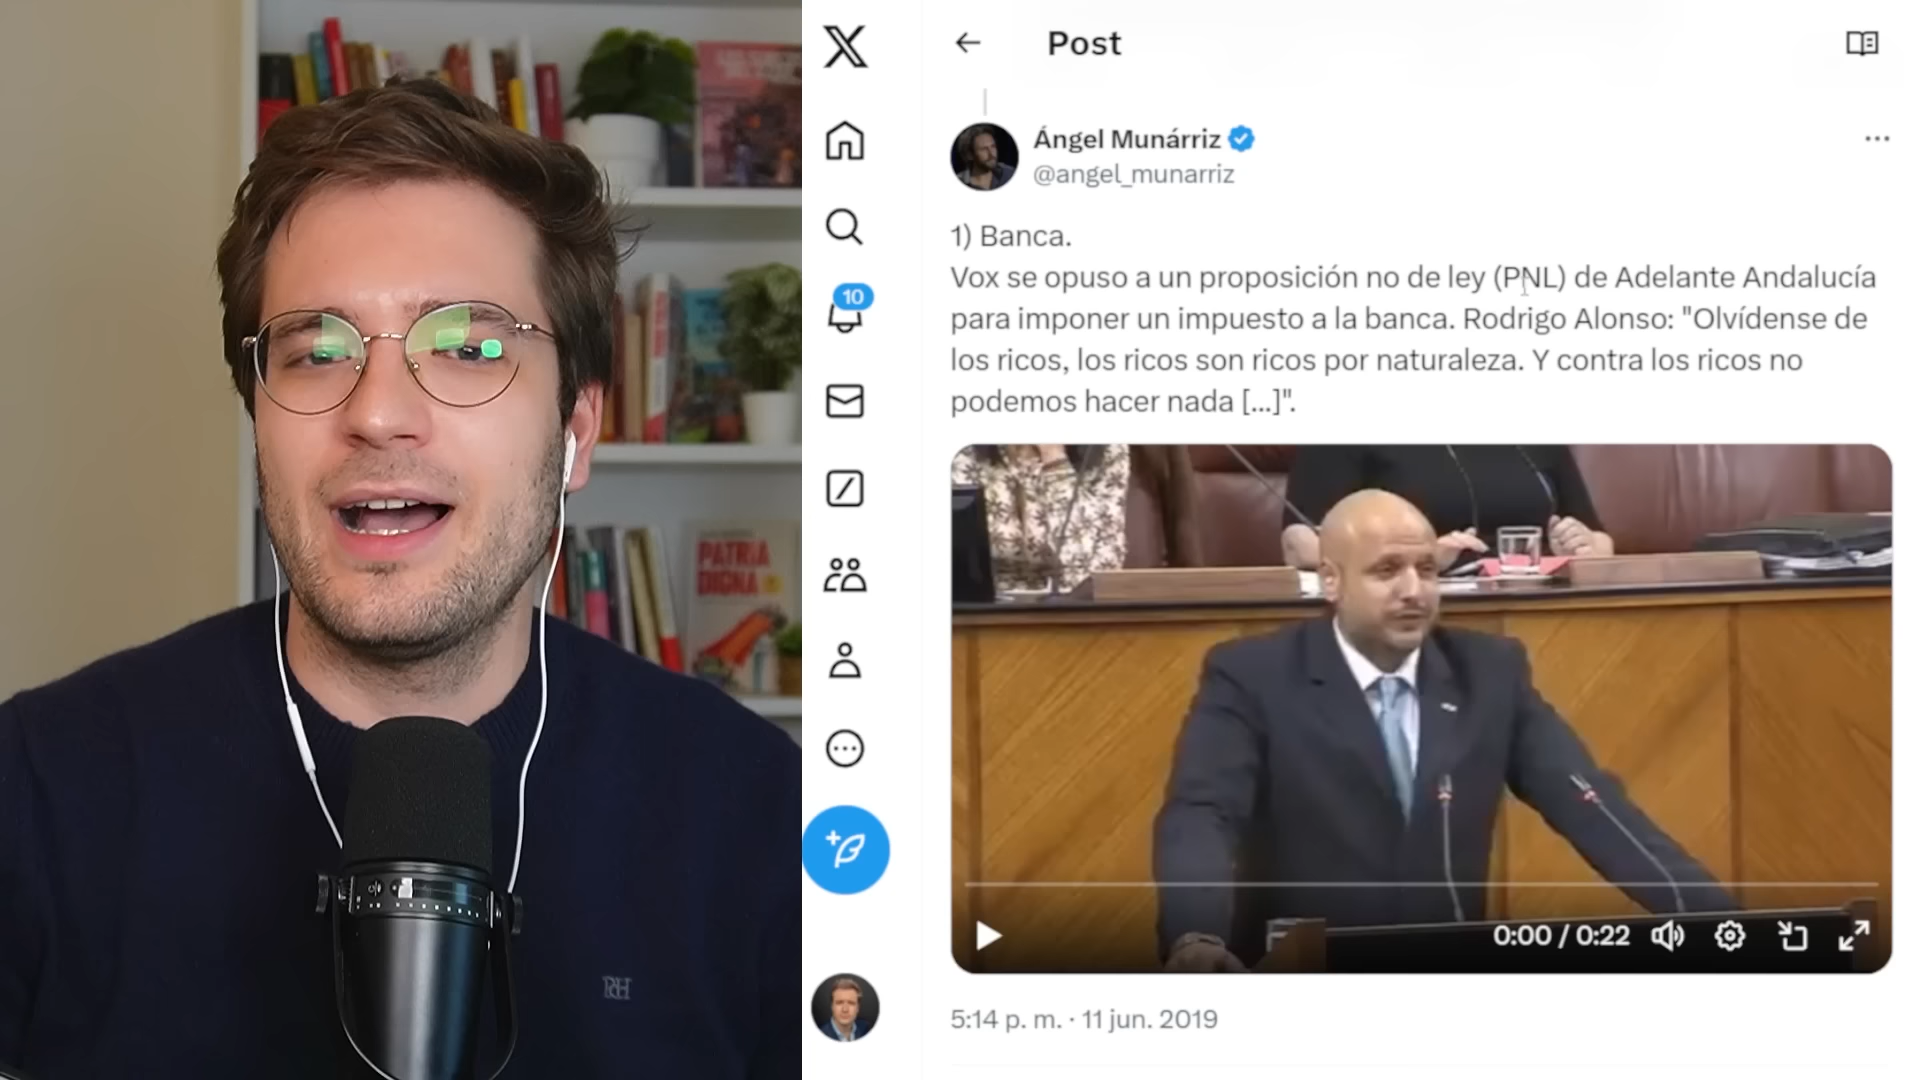 Post
Ángel Munárriz
@angel_munarriz
1) Banca.
Vox se opuso a un proposición no de ley (PNL) de Adelante Andalucía
para imponer un impuesto a la banca. Rodrigo Alonso: "Olvídense de
los ricos, los ricos son ricos por naturaleza. Y contra los ricos no
podemos hacer nada [...]".
10
PATRIA
DIGNA
0:00 / 0:22
RH
5:14 p. m. · 11 jun. 2019